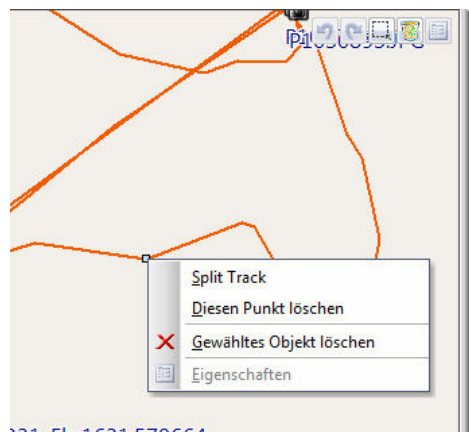 Split Track
Diesen Punkt löschen
Gewähltes Objekt löschen
Eigenschaften